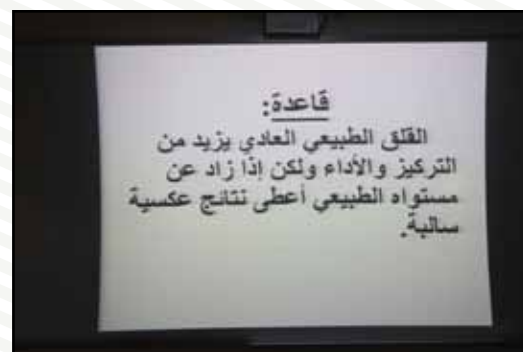 قاعدة:
القلق الطبيعي العادي يزيد من
التركيز والأداء ولكن إذا زاد عن
مستواه الطبيعي أعطى نتائج عكسية
سالبة.